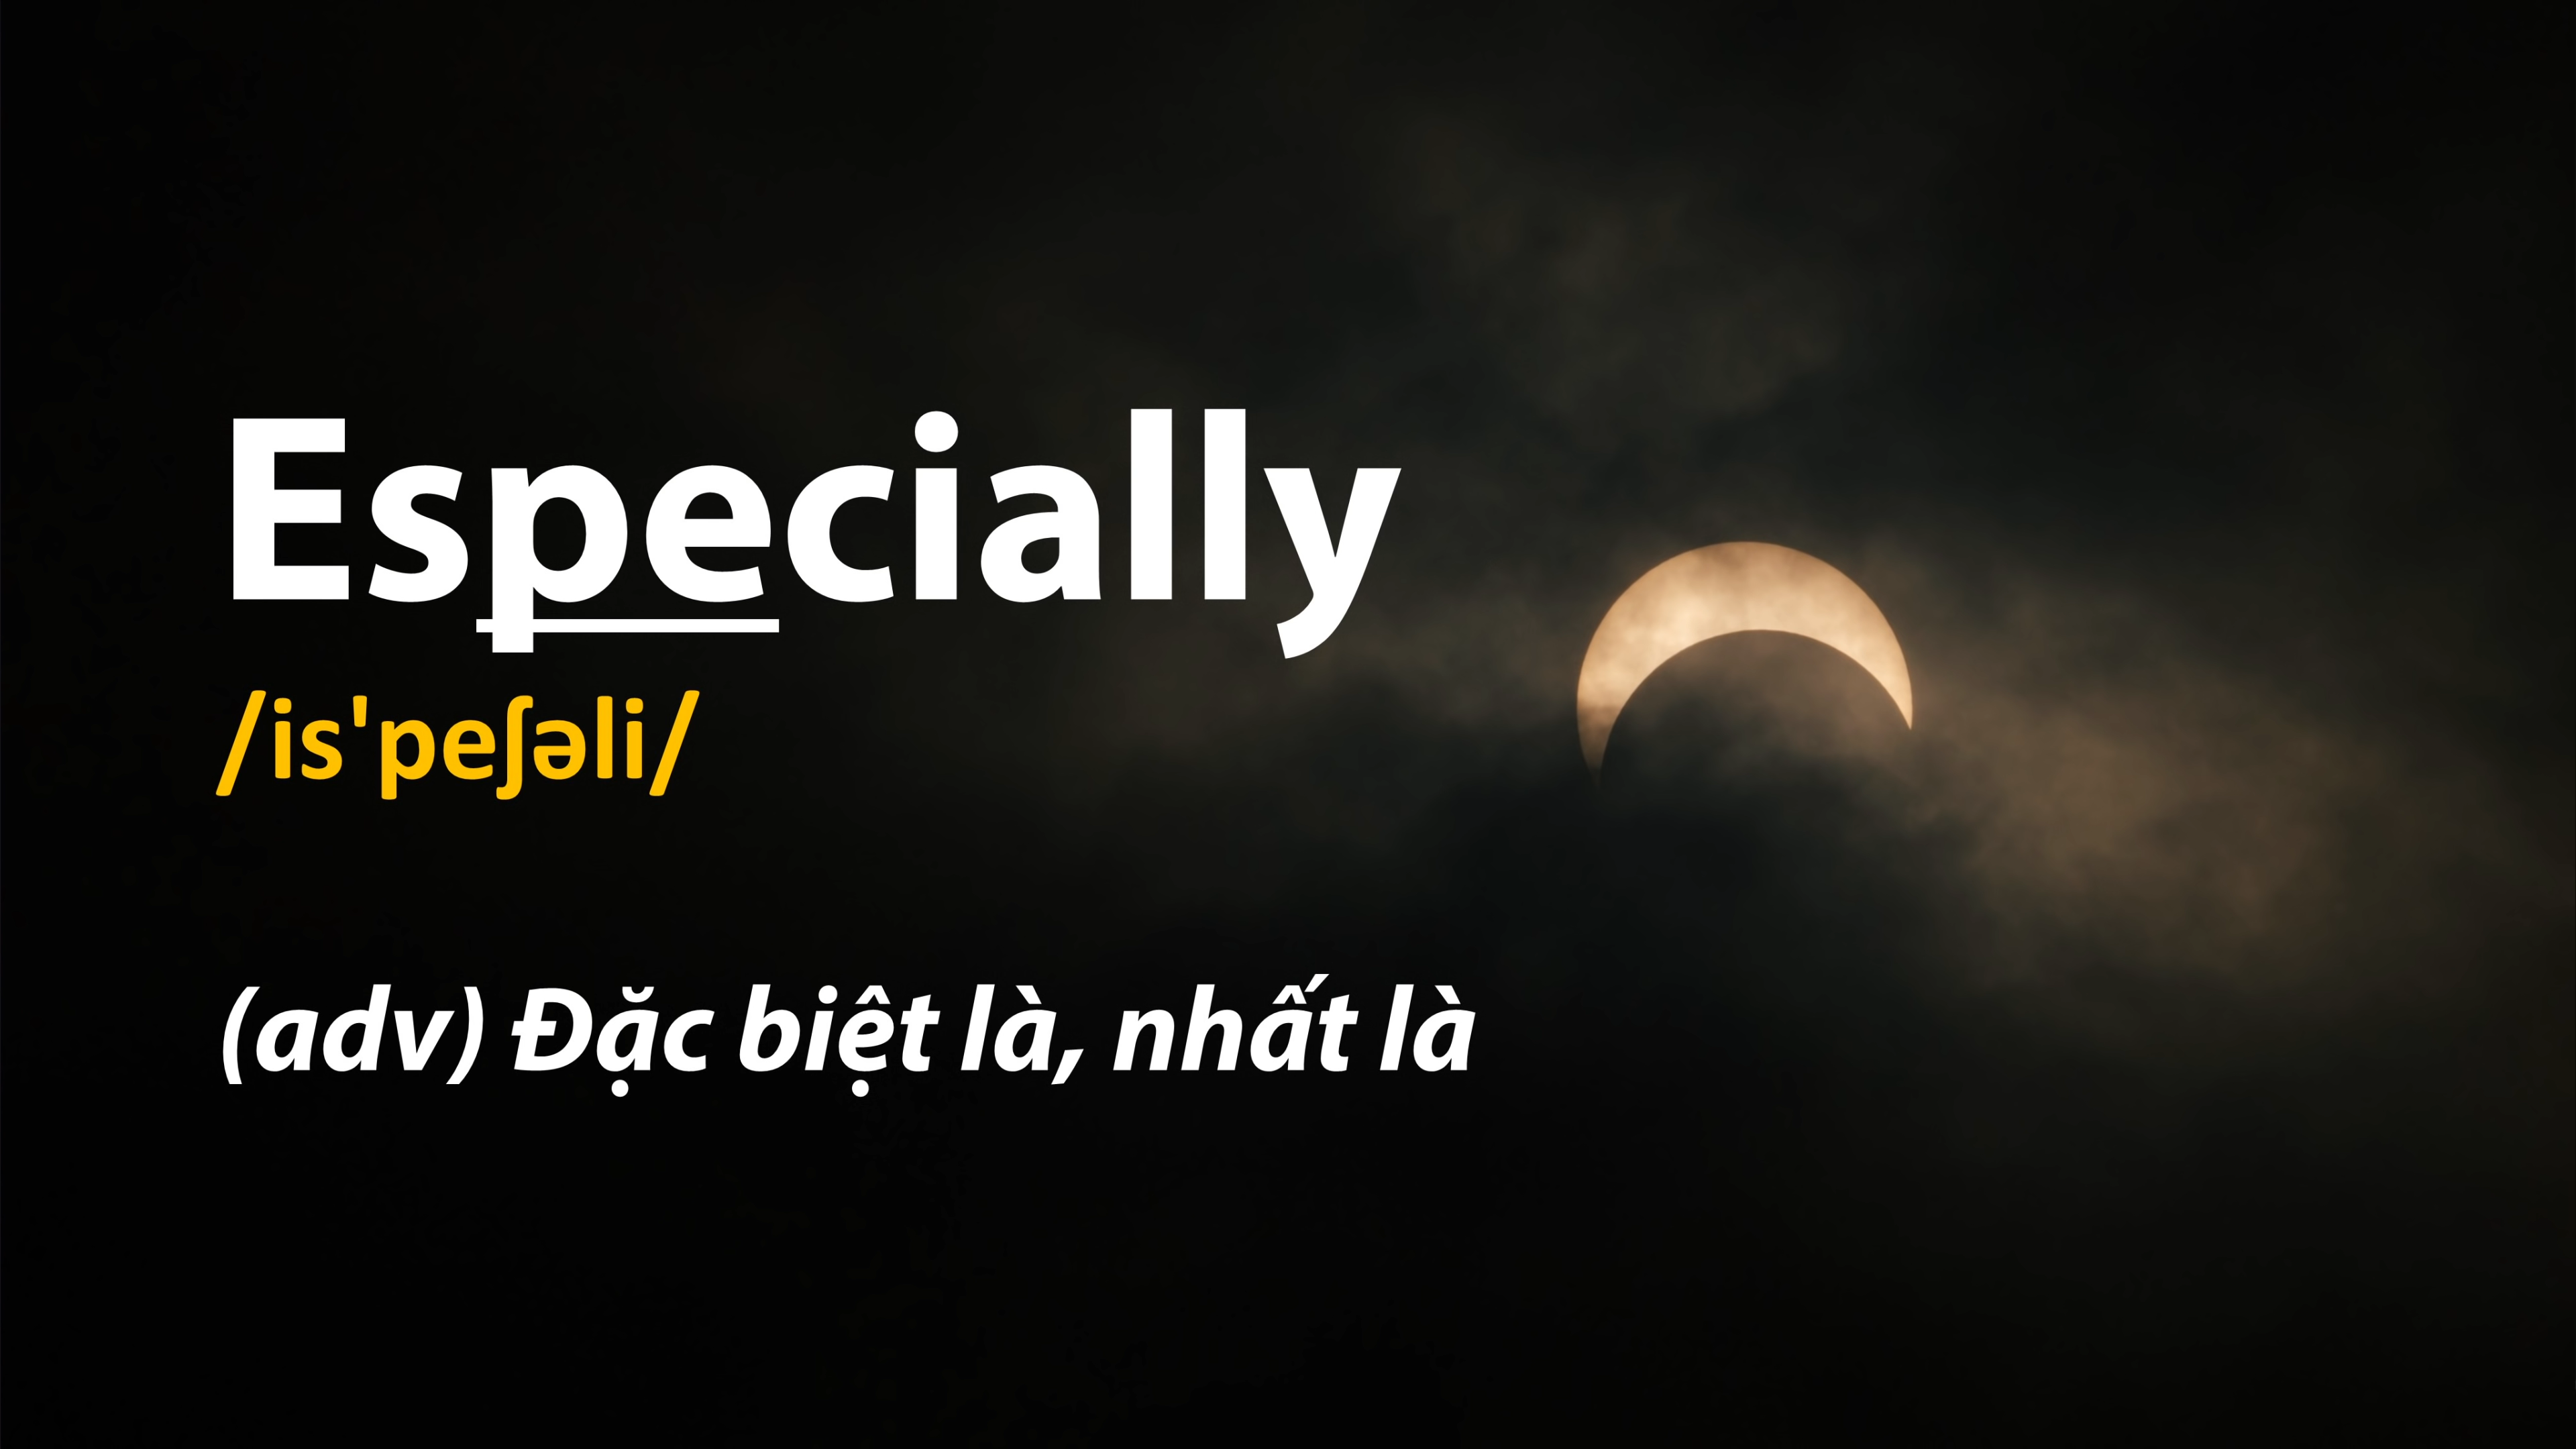 Especially
/is'peʃəli/
(adv) Đặc biệt là, nhất là